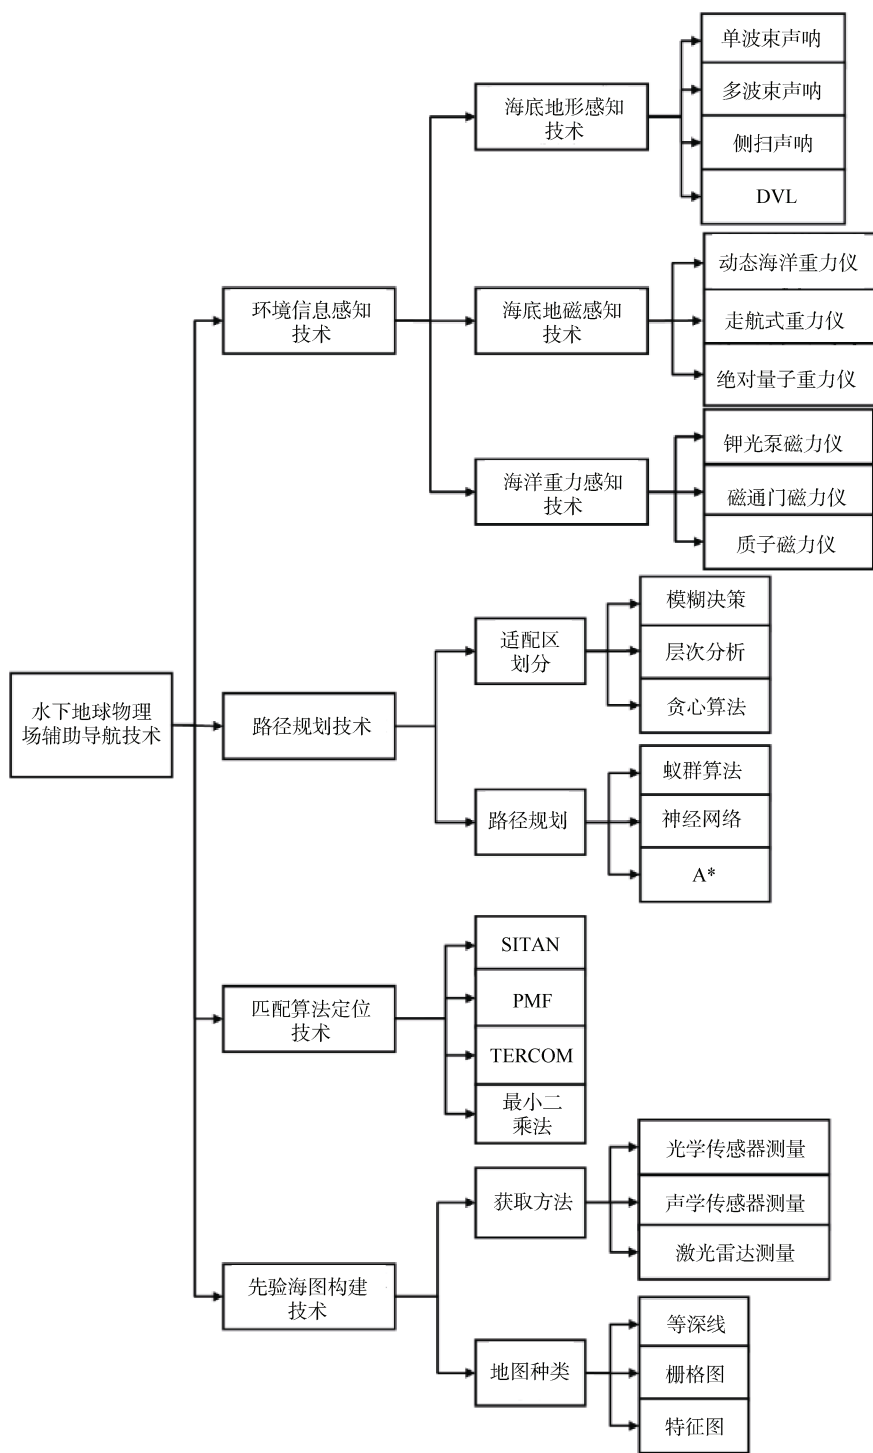 水下地球物理
场辅助导航技术
环境信息感知
技术
海底地形感知
技术
单波束声呐
多波束声呐
侧扫声呐
DVL
海底地磁感知
技术
动态海洋重力仪
走航式重力仪
绝对量子重力仪
海洋重力感知
技术
钾光泵磁力仪
磁通门磁力仪
质子磁力仪
路径规划技术
适配区
划分
模糊决策
层次分析
贪心算法
路径规划
蚁群算法
神经网络
A*
匹配算法定位
技术
SITAN
PMF
TERCOM
最小二
乘法
先验海图构建
技术
获取方法
光学传感器测量
声学传感器测量
激光雷达测量
地图种类
等深线
栅格图
特征图